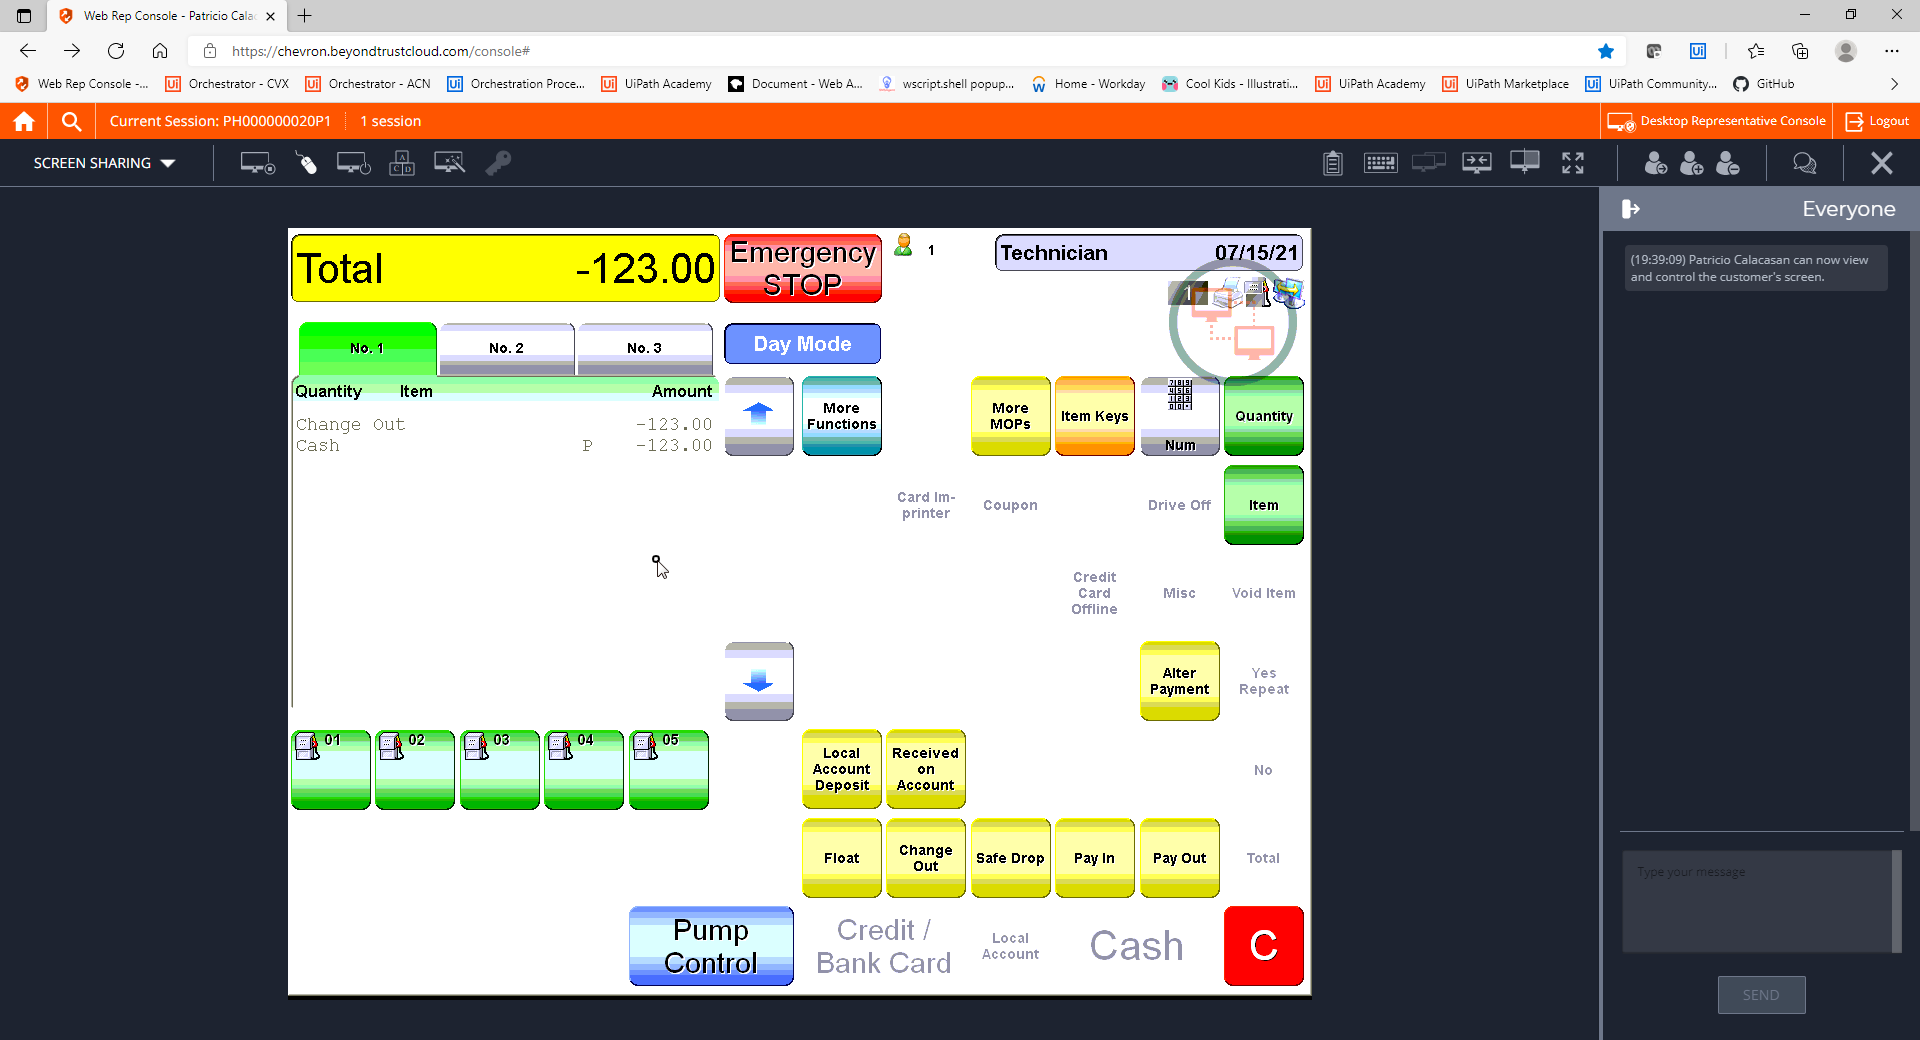 Web Rep Console - Patricio Cala
https://chevron.beyondtrustcloud.com/console#
Web Rep Console -...
Orchestrator - CVX
Orchestrator - ACN
Orchestration Proce...
UiPath Academy
Document - Web A...
wscript.shell popup...
Home - Workday
Cool Kids - Illustrati...
UiPath Academy
UiPath Marketplace
UiPath Community...
GitHub
Current Session: PH000000020P1
1 session
Desktop Representative Console
Logout
SCREEN SHARING
Everyone
(19:39:09) Patricio Calacasan can now view
and control the customer's screen.
Total -123.00
Emergency
STOP
1
Technician 07/15/21
1
No. 1
No. 2
No. 3
Day Mode
Quantity Item Amount
Change Out -123.00
Cash P -123.00
More
Functions
More
MOPs
Item Keys
Num
Quantity
Card Im-
printer
Coupon
Drive Off
Item
Credit
Card
Offline
Misc
Void Item
Alter
Payment
Yes
Repeat
01
02
03
04
05
Local
Account
Deposit
Received
on
Account
No
Float
Change
Out
Safe Drop
Pay In
Pay Out
Total
Pump
Control
Credit /
Bank Card
Local
Account
Cash
C
Type your message
SEND